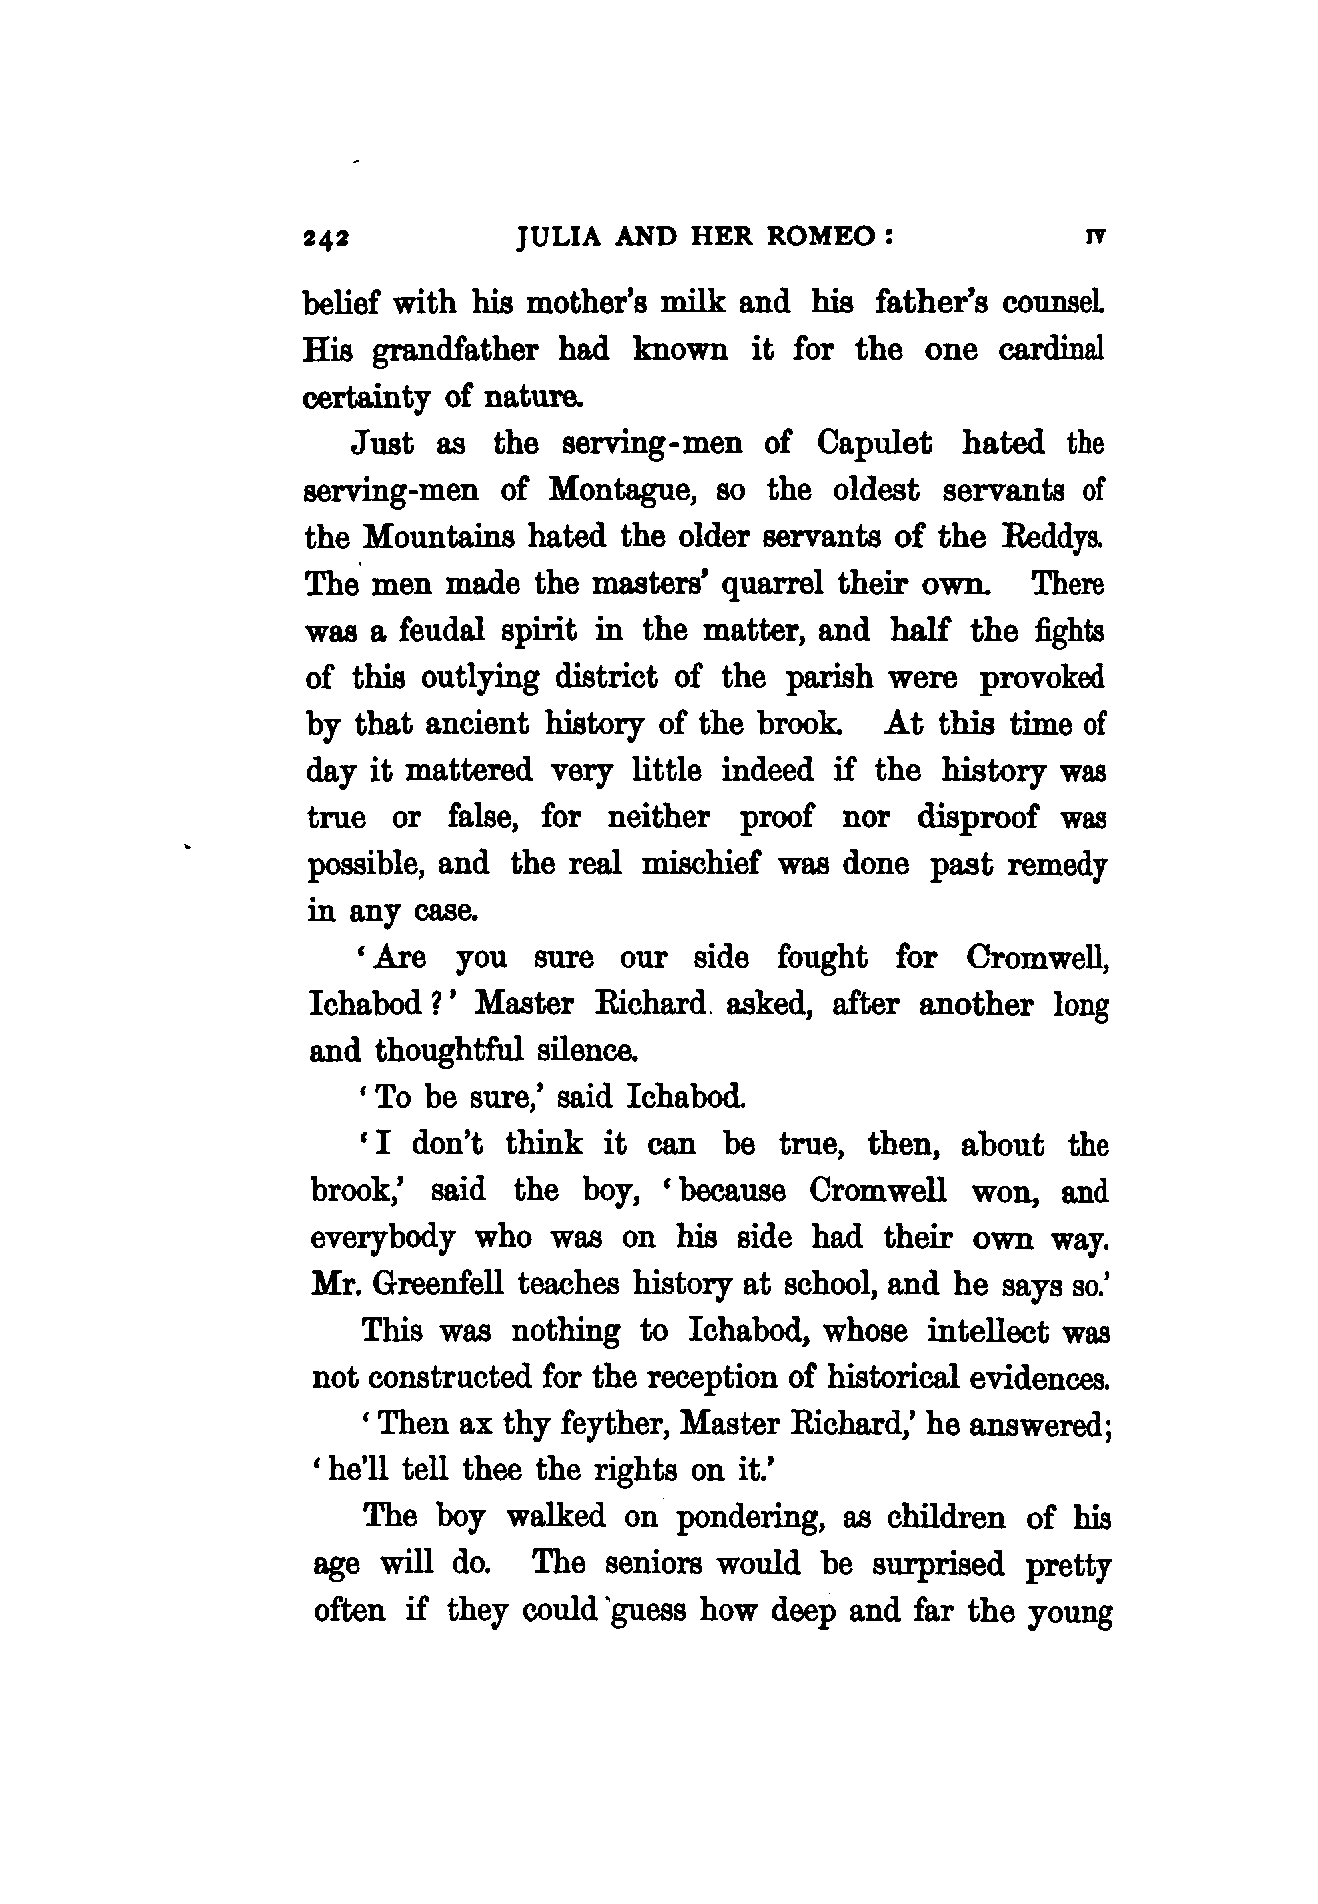 242 JULIA AND HER ROMEO : IV
belief with his mother's milk and his father's counsel.
His grandfather had known it for the one cardinal
certainty of nature.
Just as the serving-men of Capulet hated the
serving-men of Montague, so the oldest servants of
the Mountains hated the older servants of the Reddys.
The men made the masters' quarrel their own. There
was a feudal spirit in the matter, and half the fights
of this outlying district of the parish were provoked
by that ancient history of the brook. At this time of
day it mattered very little indeed if the history was
true or false, for neither proof nor disproof was
possible, and the real mischief was done past remedy
in any case.
‘Are you sure our side fought for Cromwell,
Ichabod?’ Master Richard asked, after another long
and thoughtful silence.
‘To be sure,’ said Ichabod.
‘I don't think it can be true, then, about the
brook,’ said the boy, ‘because Cromwell won, and
everybody who was on his side had their own way.
Mr. Greenfell teaches history at school, and he says so.’
This was nothing to Ichabod, whose intellect was
not constructed for the reception of historical evidences.
‘Then ax thy feyther, Master Richard,’ he answered;
‘he'll tell thee the rights on it.’
The boy walked on pondering, as children of his
age will do. The seniors would be surprised pretty
often if they could guess how deep and far the young